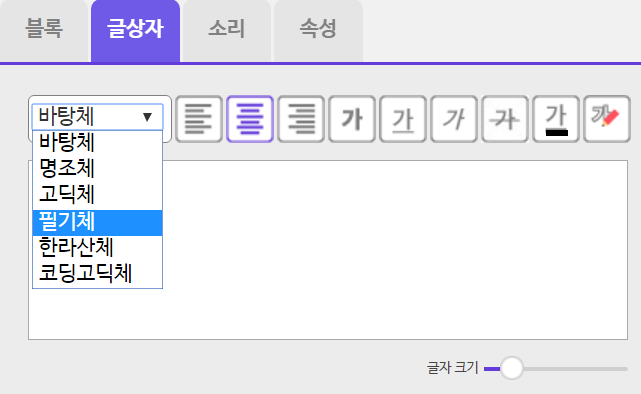 블록 글상자 소리 속성
바탕체 ▼ 가 가 가 가 가 가
바탕체
명조체
고딕체
필기체
한라산체
코딩고딕체
글자 크기